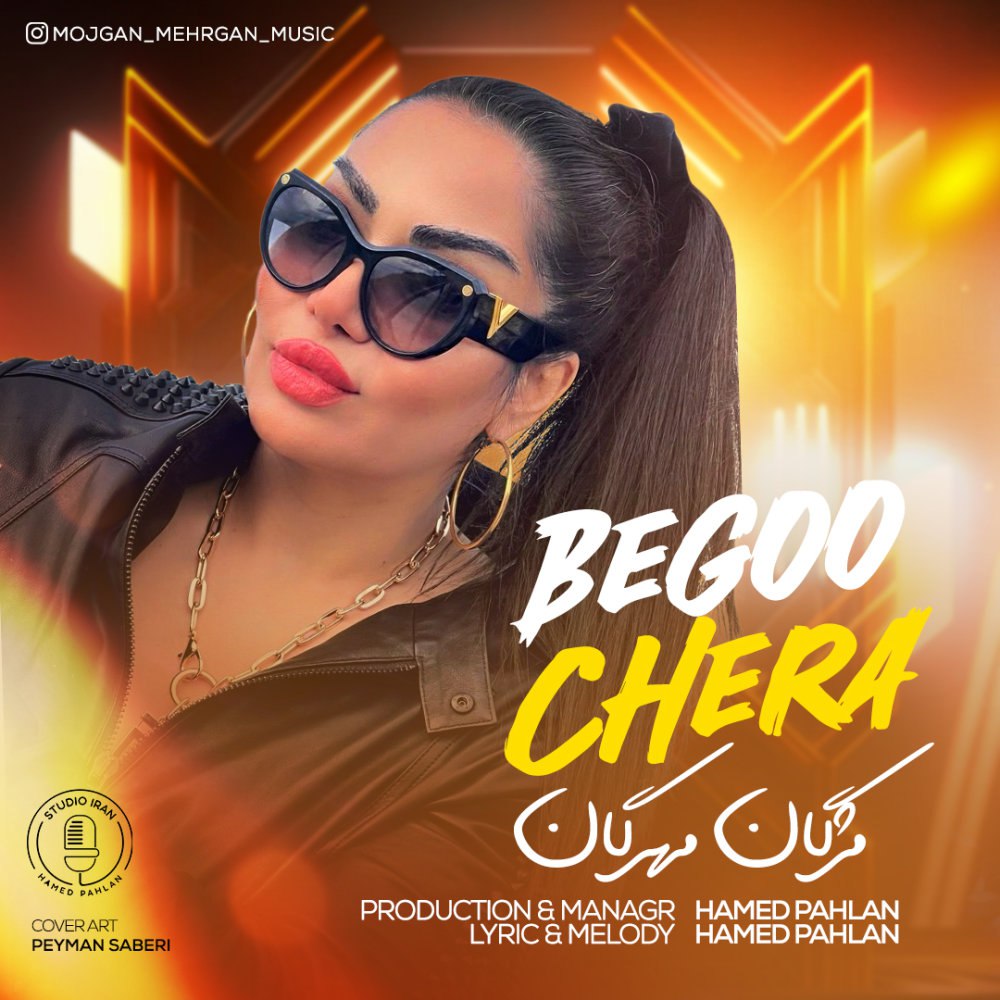 MOJGAN_MEHRGAN_MUSIC
BEGOO
CHERA
مژگان مهرگان
PRODUCTION & MANAGR HAMED PAHLAN
LYRIC & MELODY HAMED PAHLAN
STUDIO IRAN
HAMED PAHLAN
COVER ART
PEYMAN SABERI